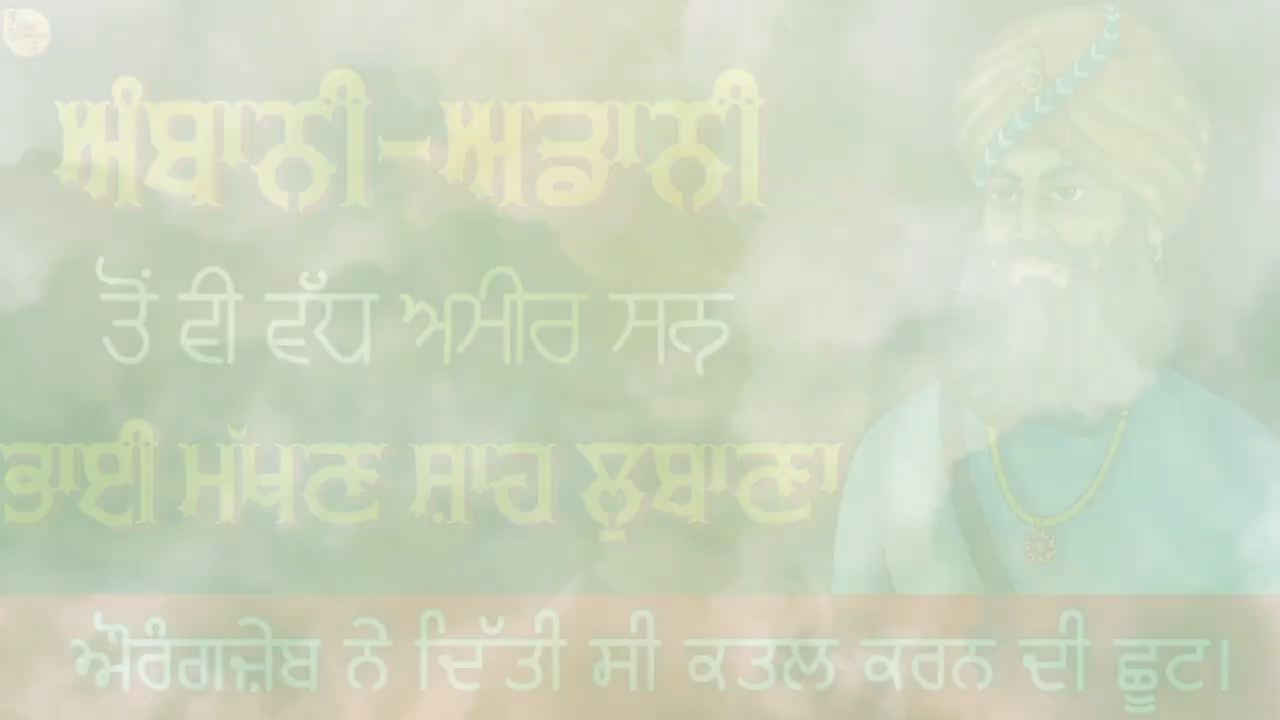 ਅੰਬਾਨੀ-ਅਡਾਨੀ
ਤੋਂ ਵੀ ਵੱਧ ਅਮੀਰ ਸਨ
ਭਾਈ ਮੱਖਣ ਸ਼ਾਹ ਲੁਬਾਣਾ
ਔਰੰਗਜ਼ੇਬ ਨੇ ਦਿੱਤੀ ਸੀ ਕਤਲ ਕਰਨ ਦੀ ਛੂਟ।